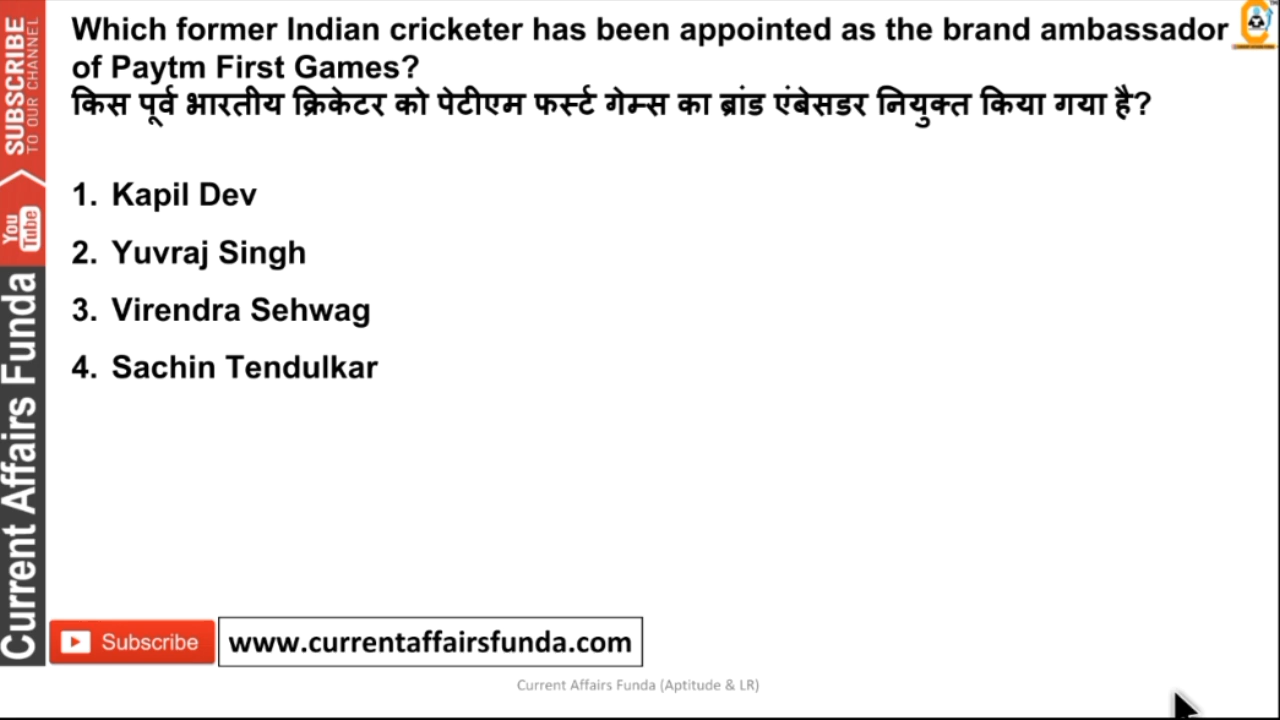 Which former Indian cricketer has been appointed as the brand ambassador
of Paytm First Games?
किस पूर्व भारतीय क्रिकेटर को पेटीएम फर्स्ट गेम्स का ब्रांड एंबेसडर नियुक्त किया गया है?
1. Kapil Dev
2. Yuvraj Singh
3. Virendra Sehwag
4. Sachin Tendulkar
SUBSCRIBE
TO OUR CHANNEL
You
Tube
Current Affairs Funda
Subscribe
www.currentaffairsfunda.com
Current Affairs Funda (Aptitude & LR)